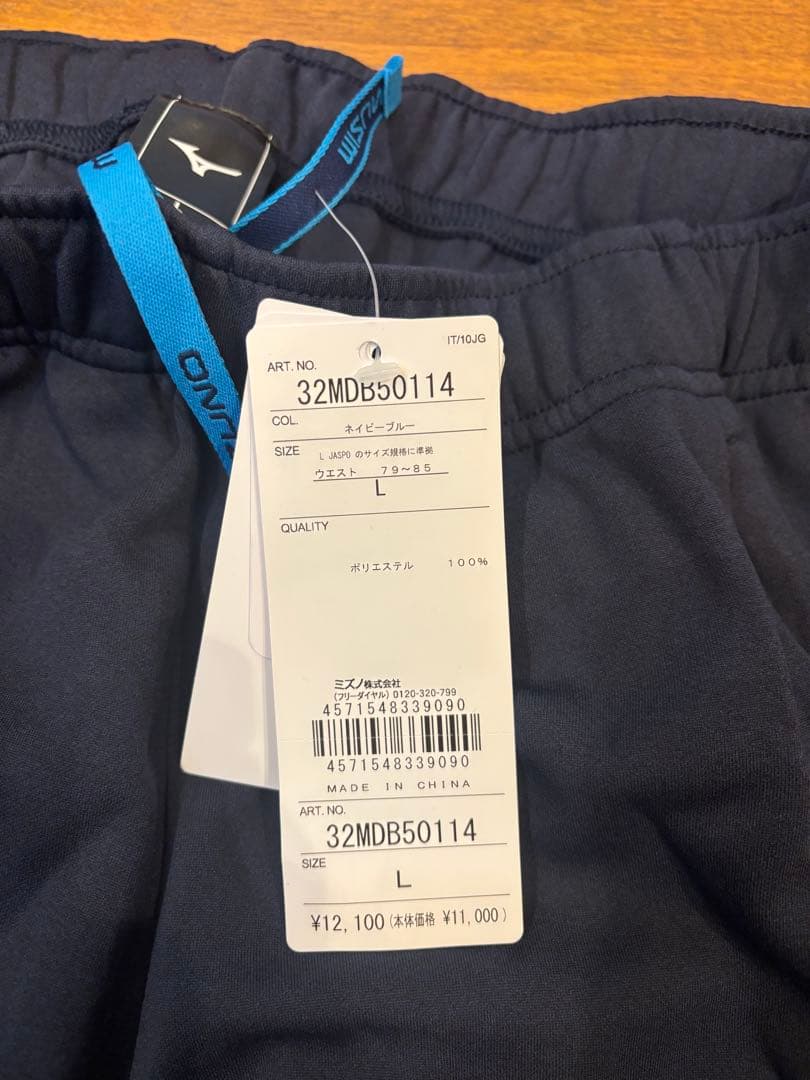 MIZUNO
IT/10JG
ART. NO.
32MDB50114
COL.
ネイビーブルー
SIZE
L JASPO のサイズ規格に準拠
ウエスト 79～85
L
QUALITY
ポリエステル 100%
ミズノ株式会社
(フリーダイヤル) 0120-320-799
4571548339090
4571548339090
MADE IN CHINA
ART. NO.
32MDB50114
SIZE
L
¥12,100(本体価格 ¥11,000)